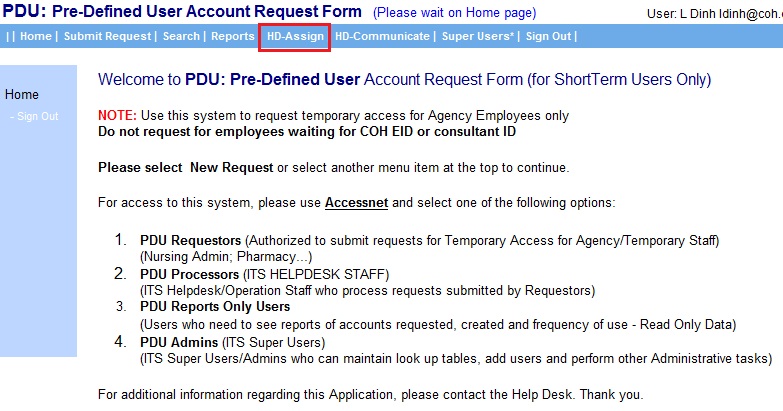 PDU: Pre-Defined User Account Request Form (Please wait on Home page)
User: L Dinh ldinh@coh.
| | Home | Submit Request | Search | Reports HD-Assign HD-Communicate | Super Users* | Sign Out |
Home
- Sign Out
Welcome to PDU: Pre-Defined User Account Request Form (for ShortTerm Users Only)
NOTE: Use this system to request temporary access for Agency Employees only
Do not request for employees waiting for COH EID or consultant ID
Please select New Request or select another menu item at the top to continue.
For access to this system, please use Accessnet and select one of the following options:
1. PDU Requestors (Authorized to submit requests for Temporary Access for Agency/Temporary Staff)
(Nursing Admin; Pharmacy...)
2. PDU Processors (ITS HELPDESK STAFF)
(ITS Helpdesk/Operation Staff who process requests submitted by Requestors)
3. PDU Reports Only Users
(Users who need to see reports of accounts requested, created and frequency of use - Read Only Data)
4. PDU Admins (ITS Super Users)
(ITS Super Users/Admins who can maintain look up tables, add users and perform other Administrative tasks)
For additional information regarding this Application, please contact the Help Desk. Thank you.